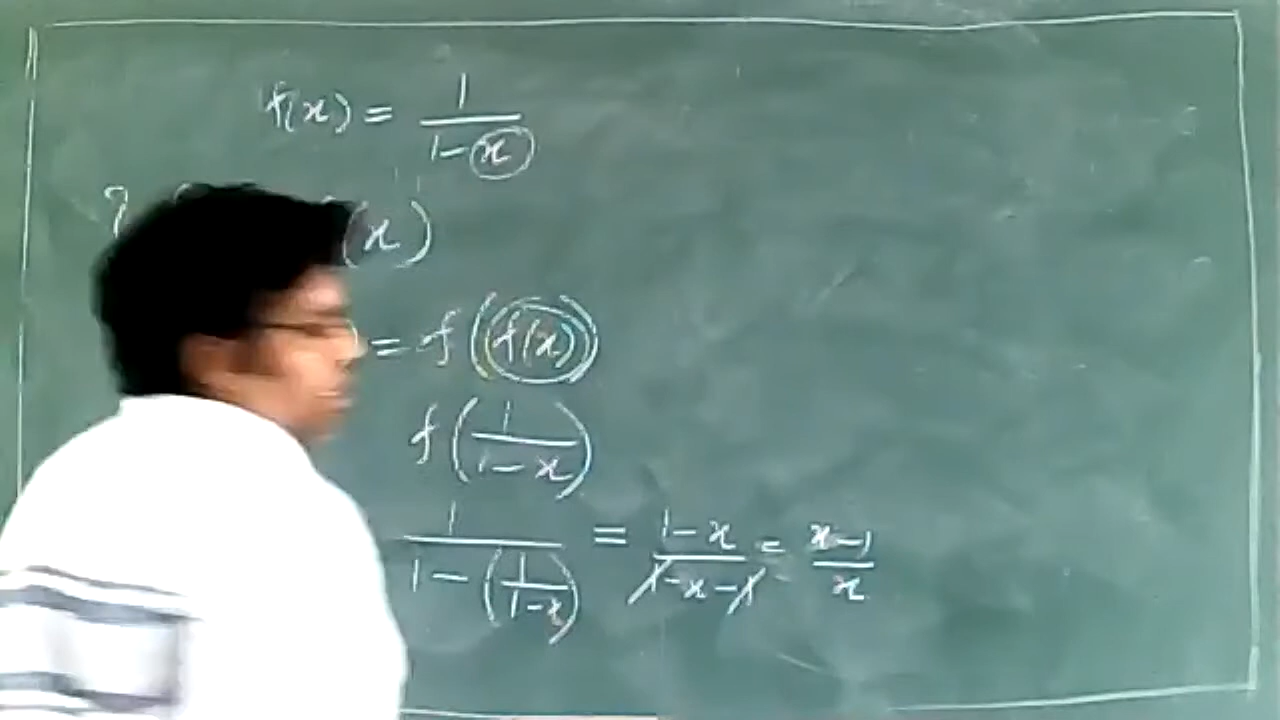 f(x) = 1/(1-x)
(x)
= f(f(x))
f(1/(1-x))
1/(1-(1/(1-x))) = (1-x)/(1-x-1) = (x-1)/x